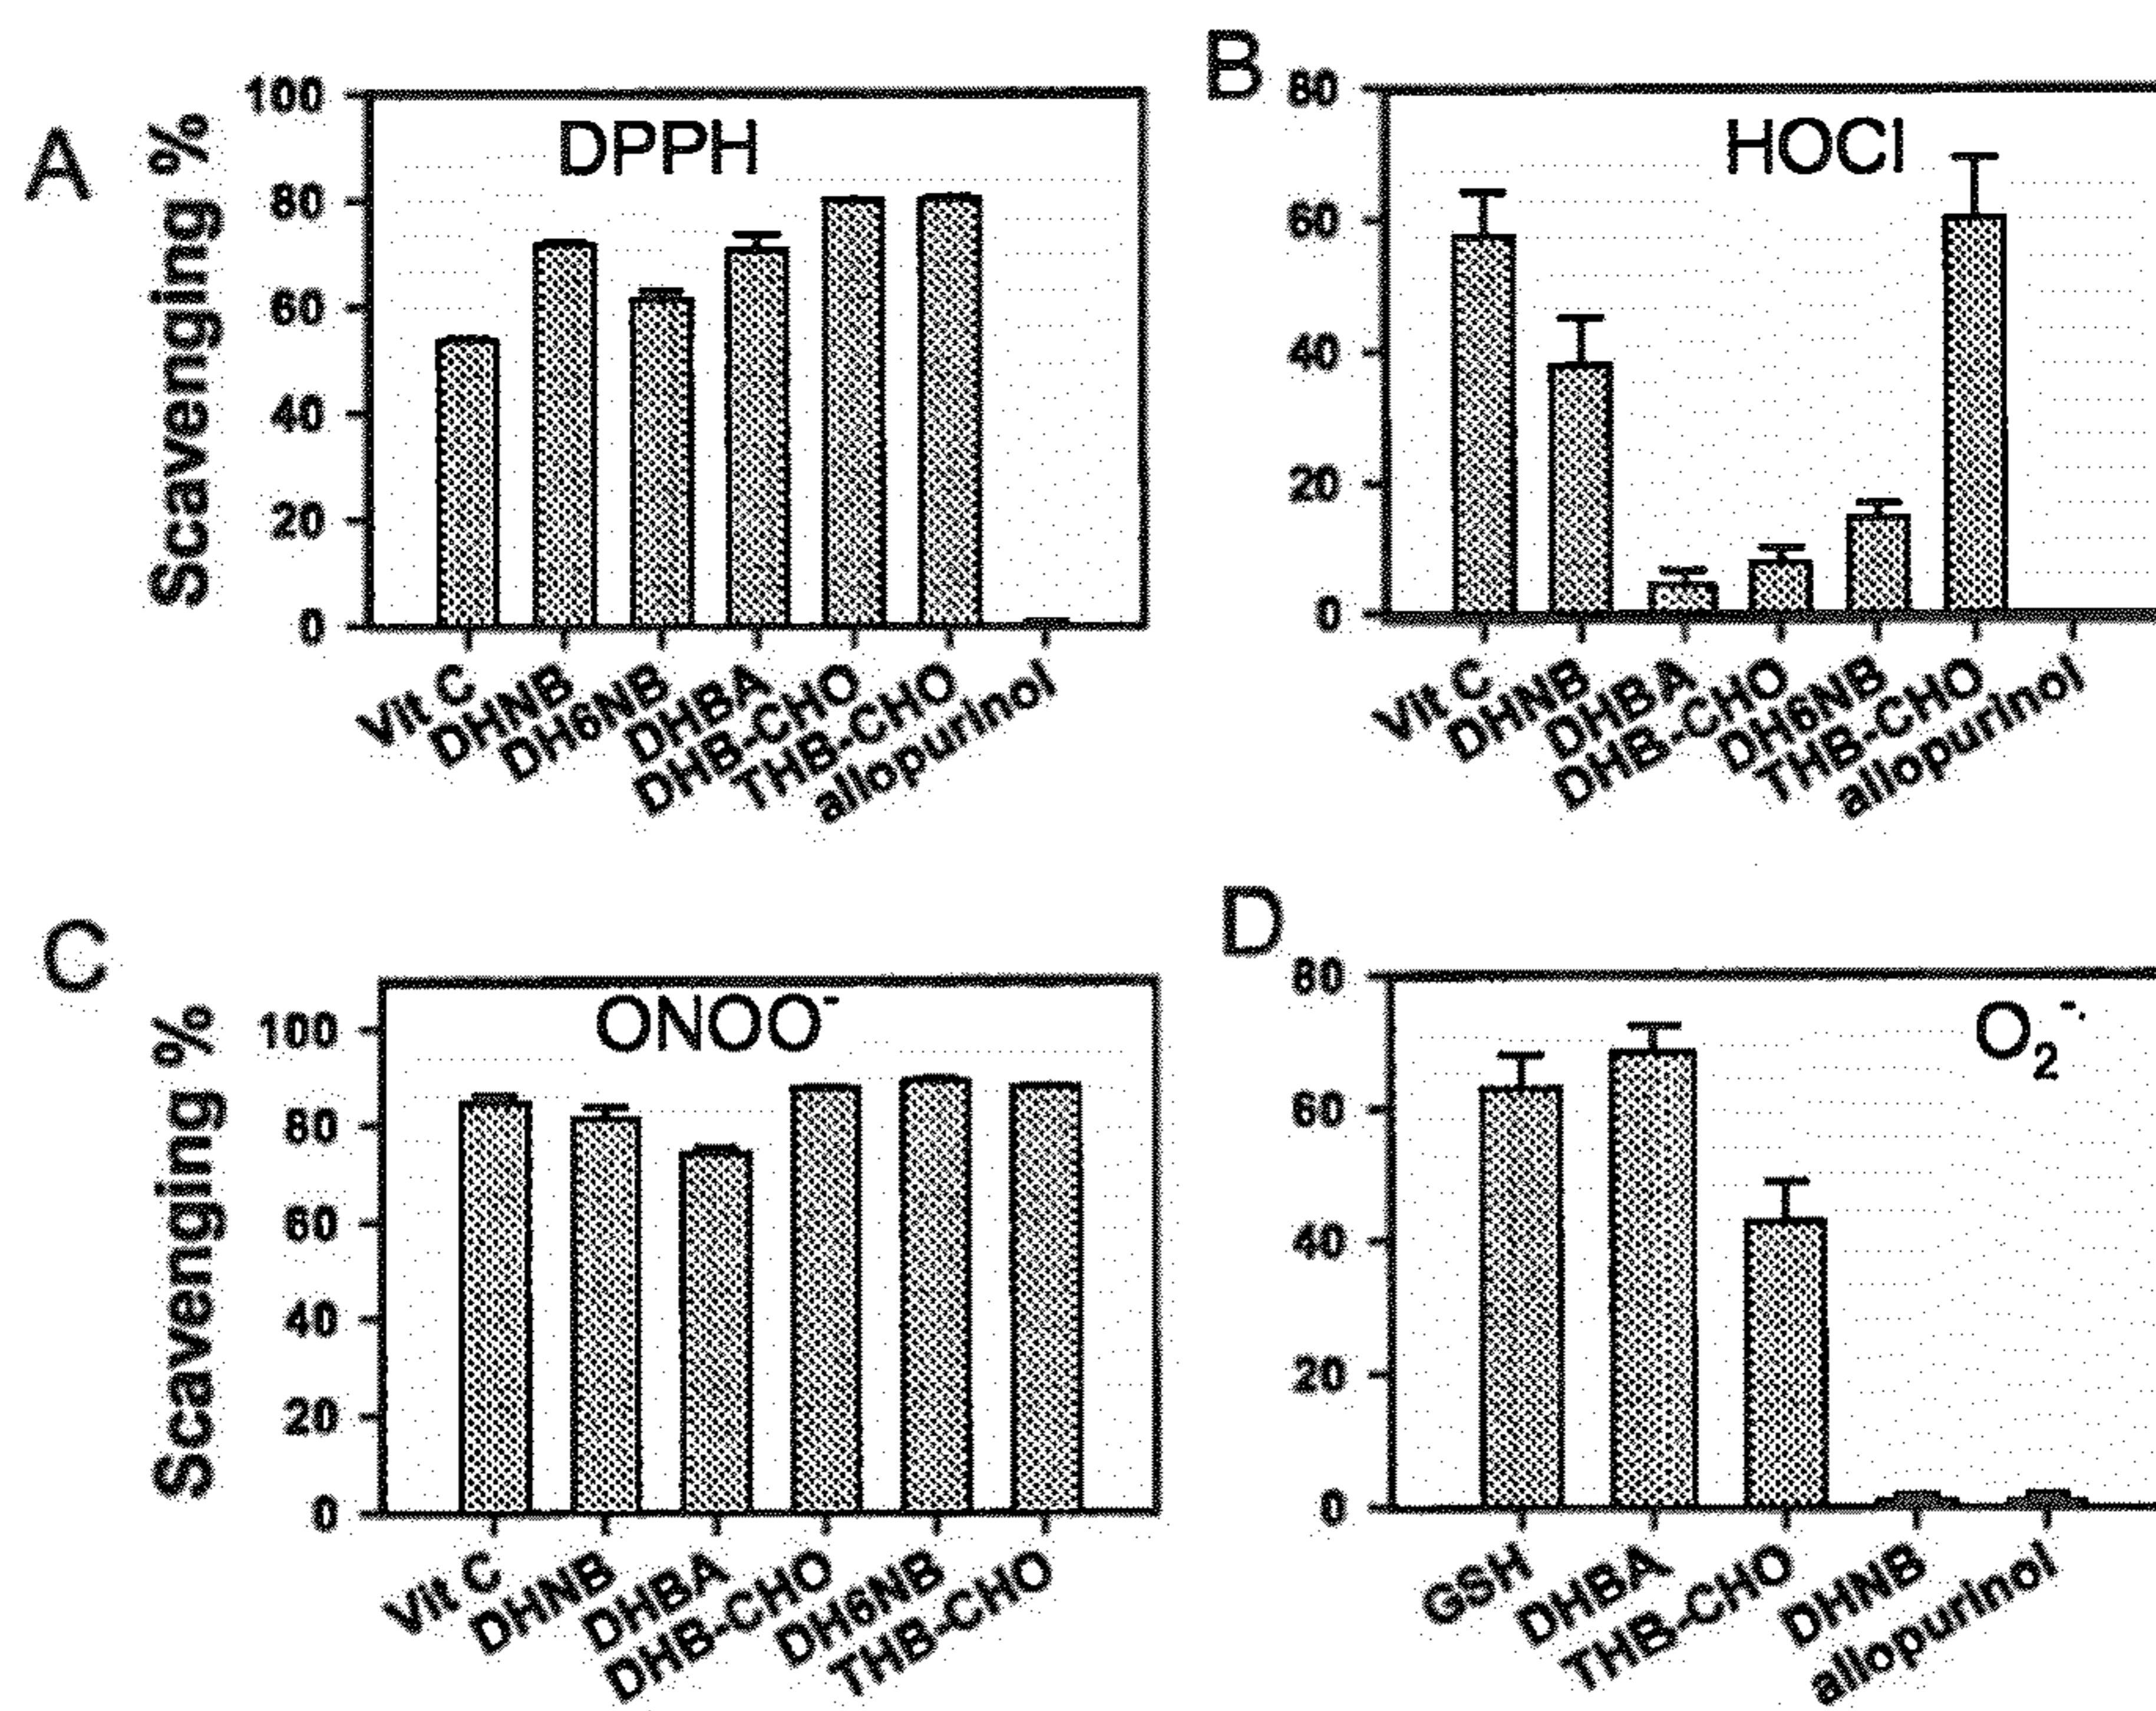 A
Scavenging %
100
80
60
40
20
0
DPPH
Vit C
DHNB
DH6NB
DHBA
DHB-CHO
THB-CHO
allopurinol
B
80
60
40
20
0
HOCl
Vit C
DHNB
DHBA
DHB-CHO
DH6NB
THB-CHO
allopurinol
C
Scavenging %
100
80
60
40
20
0
ONOO⁻
Vit C
DHNB
DHBA
DHB-CHO
DH6NB
THB-CHO
D
80
60
40
20
0
O₂⁻·
GSH
DHBA
THB-CHO
DHNB
allopurinol